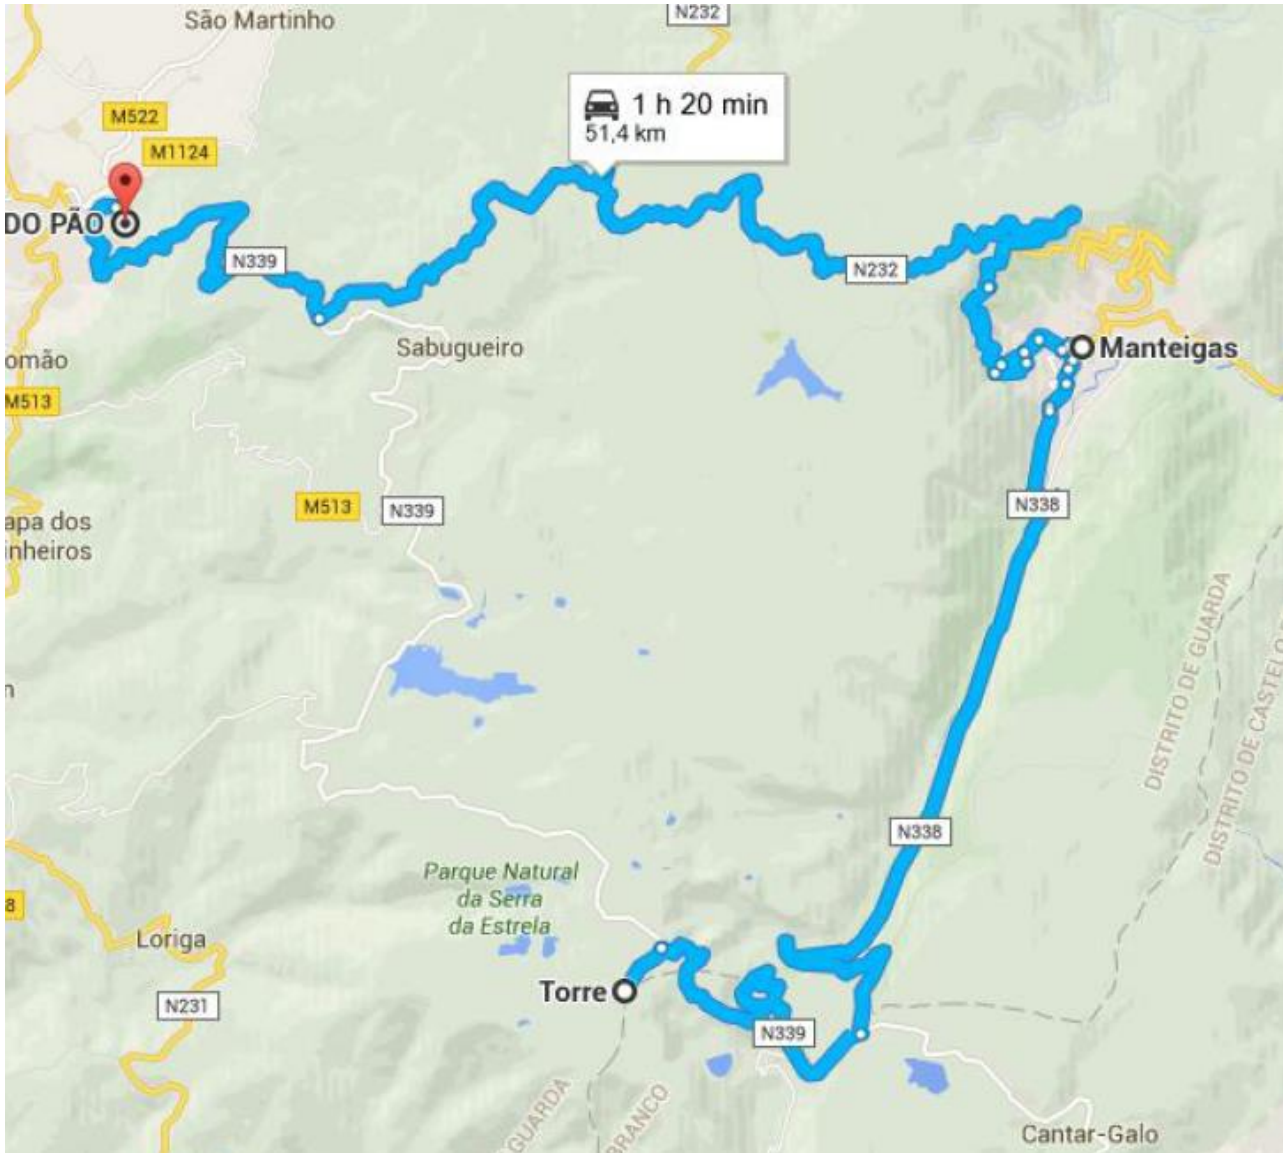 N232
São Martinho
1 h 20 min
51,4 km
M522
M1124
DO PÃO
N339
N232
Sabugueiro
Manteigas
omão
M513
M513
N339
N338
apa dos
inheiros
DISTRITO DE GUARDA
DISTRITO DE CASTELO
n
N338
Parque Natural
da Serra
da Estrela
8
Loriga
Torre
N231
N339
GUARDA
BRANCO
Cantar-Galo